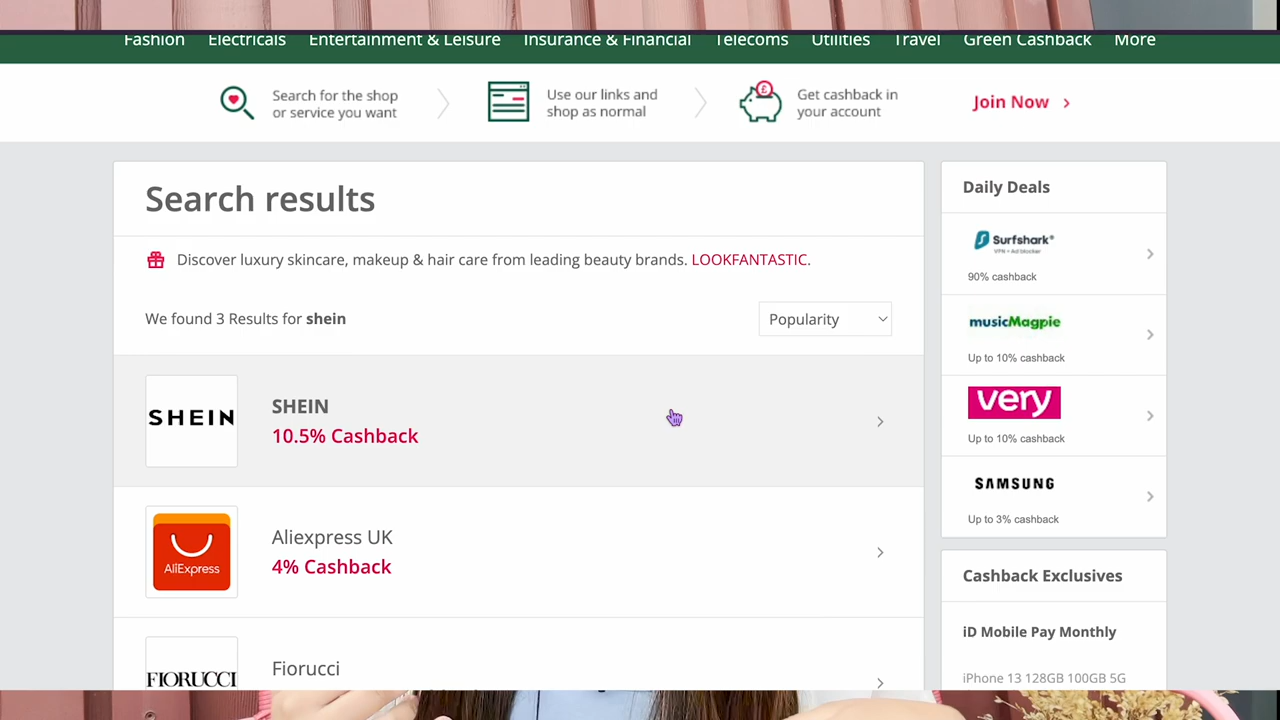 Fashion Electricals Entertainment & Leisure Insurance & Financial Telecoms Utilities Travel Green Cashback More
Search for the shop
or service you want
Use our links and
shop as normal
Get cashback in
your account
Join Now
Search results
Discover luxury skincare, makeup & hair care from leading beauty brands. LOOKFANTASTIC.
We found 3 Results for shein
Popularity
SHEIN
SHEIN
10.5% Cashback
AliExpress
Aliexpress UK
4% Cashback
FIORUCCI
Fiorucci
Daily Deals
Surfshark®
VPN + Ad blocker
90% cashback
musicMagpie
Up to 10% cashback
very
Up to 10% cashback
SAMSUNG
Up to 3% cashback
Cashback Exclusives
iD Mobile Pay Monthly
iPhone 13 128GB 100GB 5G